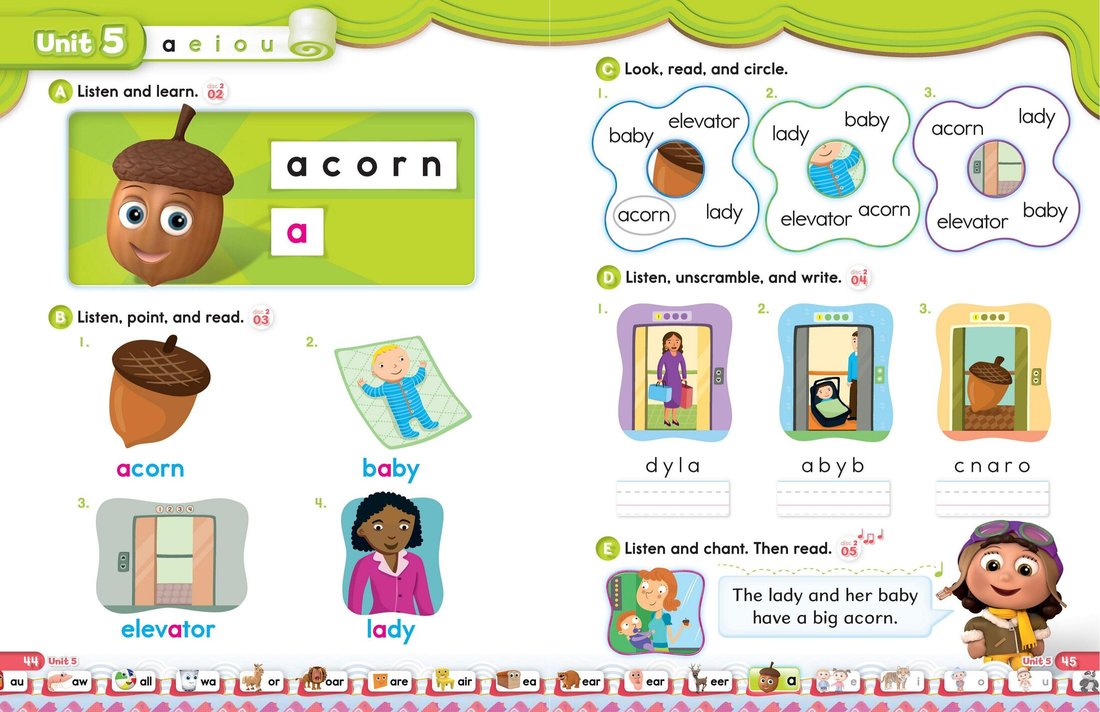 Unit 5
a e i o u
A Listen and learn. disc 2 02
acorn
a
B Listen, point, and read. disc 2 03
1.
acorn
2.
baby
3.
1 2 3 4
elevator
4.
lady
44 Unit 5
C Look, read, and circle.
1.
baby elevator
acorn lady
2.
lady baby
elevator acorn
3.
acorn lady
elevator baby
D Listen, unscramble, and write. disc 2 04
1.
d y l a
2.
a b y b
3.
c n a r o
E Listen and chant. Then read. disc 2 05
The lady and her baby
have a big acorn.
Unit 5 45
au aw all wa or oar are air ea ear ear eer a e i o u